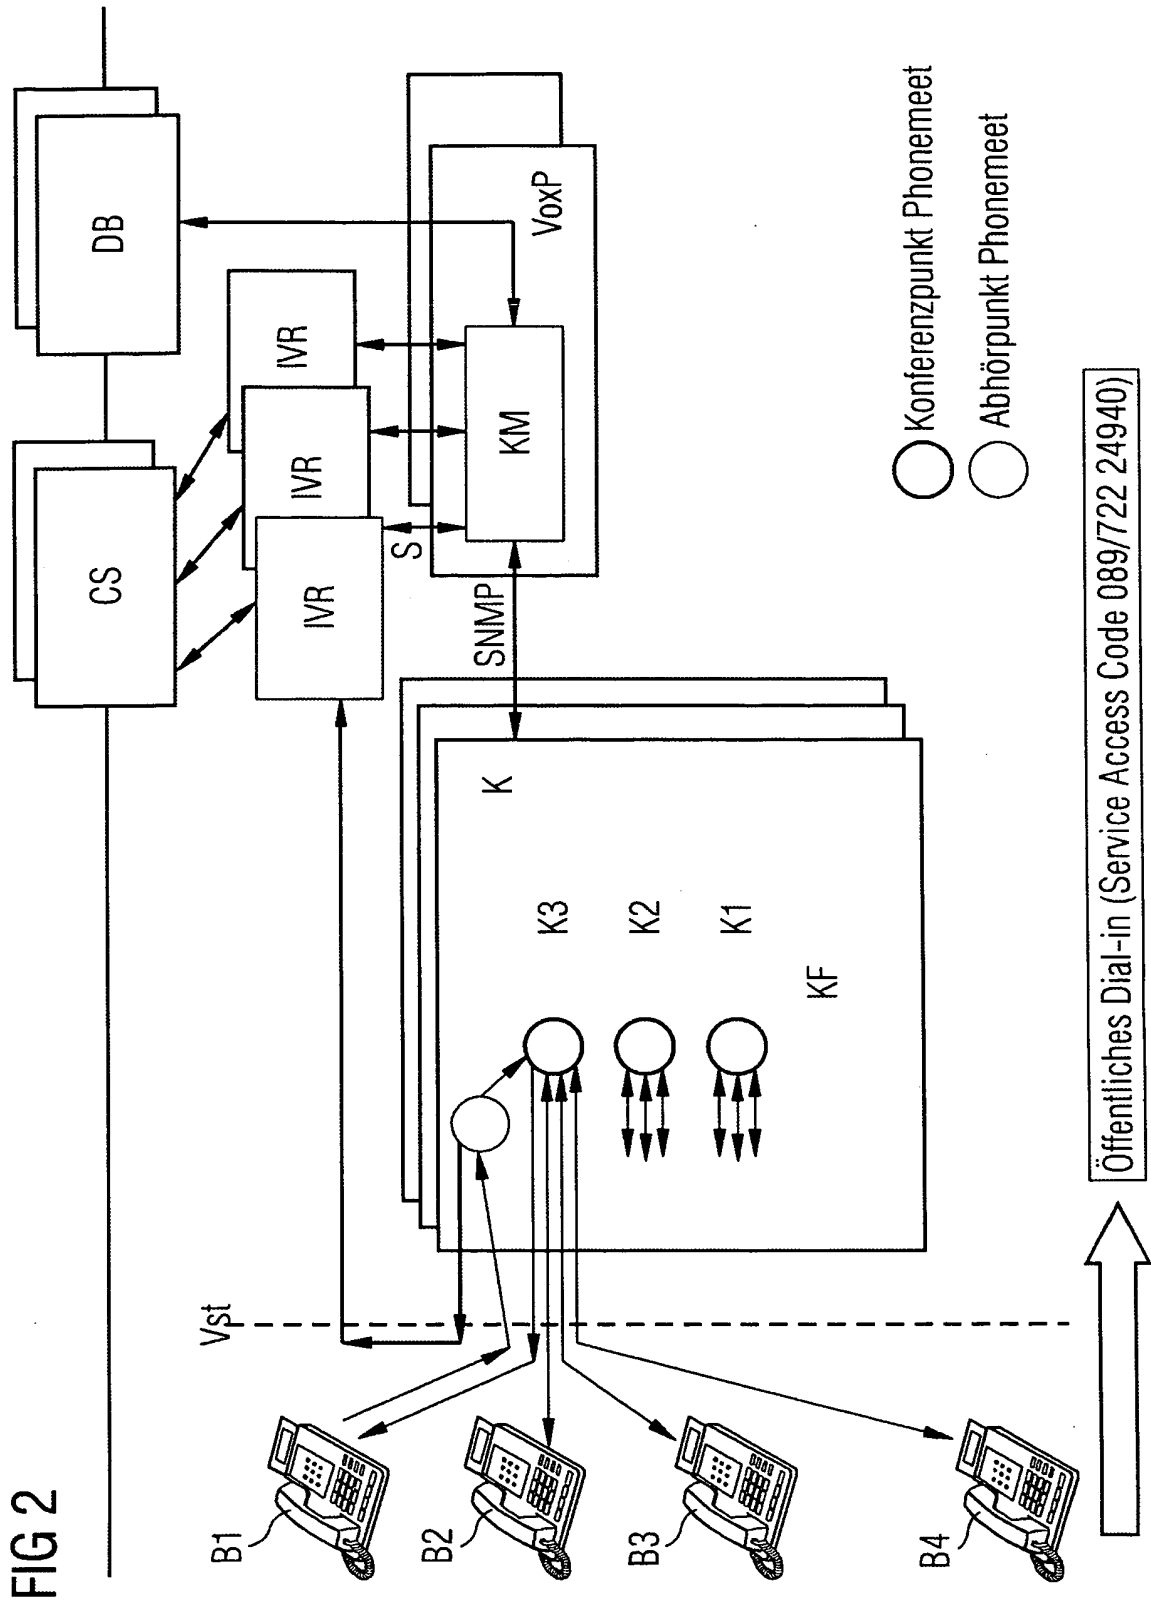 FIG 2
CS
DB
IVR
IVR
IVR
Vst
S
SNMP
VoxP
KM
K
K3
K2
K1
KF
B1
B2
B3
B4
Konferenzpunkt Phonemeet
Abhörpunkt Phonemeet
Öffentliches Dial-in (Service Access Code 089/722 24940)